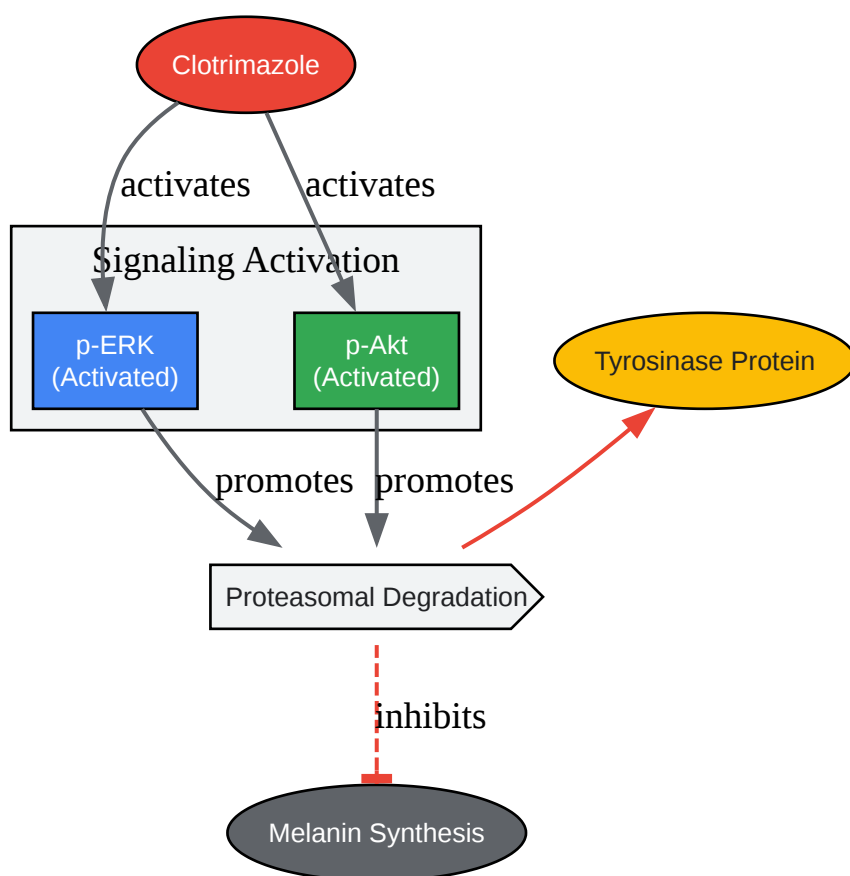 Clotrimazole
activates
activates
Signaling Activation
p-ERK
(Activated)
p-Akt
(Activated)
Tyrosinase Protein
promotes
promotes
Proteasomal Degradation
inhibits
Melanin Synthesis